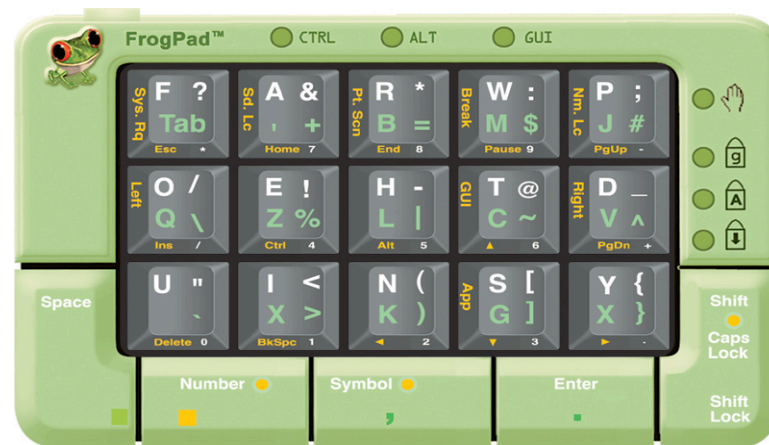 FrogPad™ CTRL ALT GUI
Sys. Rq F ? Sd. Lc A & Pt. Scn R * Break W : Nm. Lc P ;
Tab ' + B = M $ J #
Esc * Home 7 End 8 Pause 9 PgUp -
g
Left O / E ! H - GUI T @ Right D _
Q \ Z % L | C ~ V ^
A
Ins / Ctrl 4 Alt 5 ▲ 6 PgDn +
U " I < N ( App S [ Y {
` X > K ) G ] X }
Delete 0 BkSpc 1 ◄ 2 ▼ 3 ► .
Space
Shift
Caps
Lock
Number Symbol Enter
, .
Shift
Lock